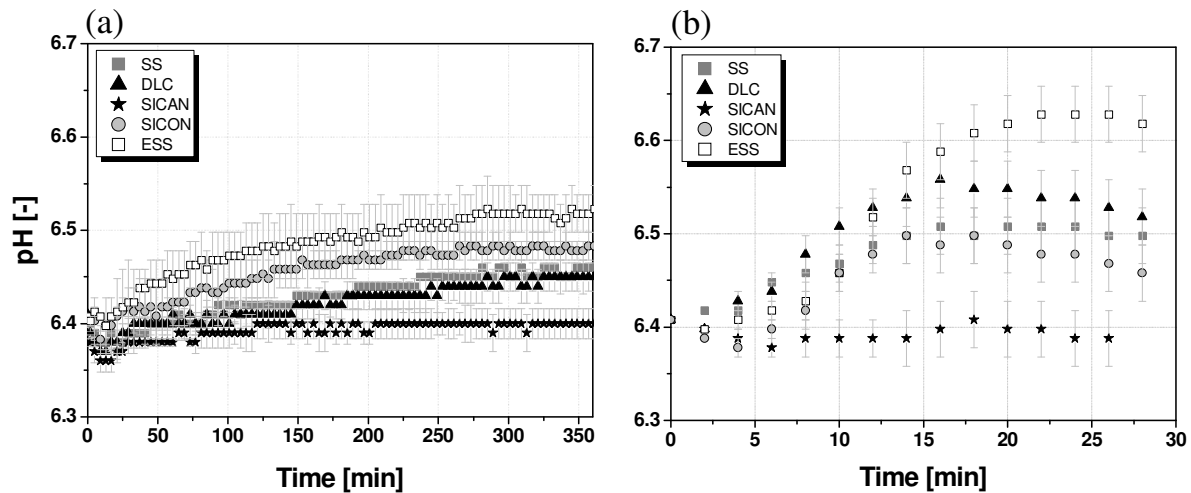 (a)
6.7
6.6
6.5
6.4
6.3
pH [-]
SS
DLC
SICAN
SICON
ESS
0 50 100 150 200 250 300 350
Time [min]
(b)
6.7
6.6
6.5
6.4
6.3
SS
DLC
SICAN
SICON
ESS
0 5 10 15 20 25 30
Time [min]